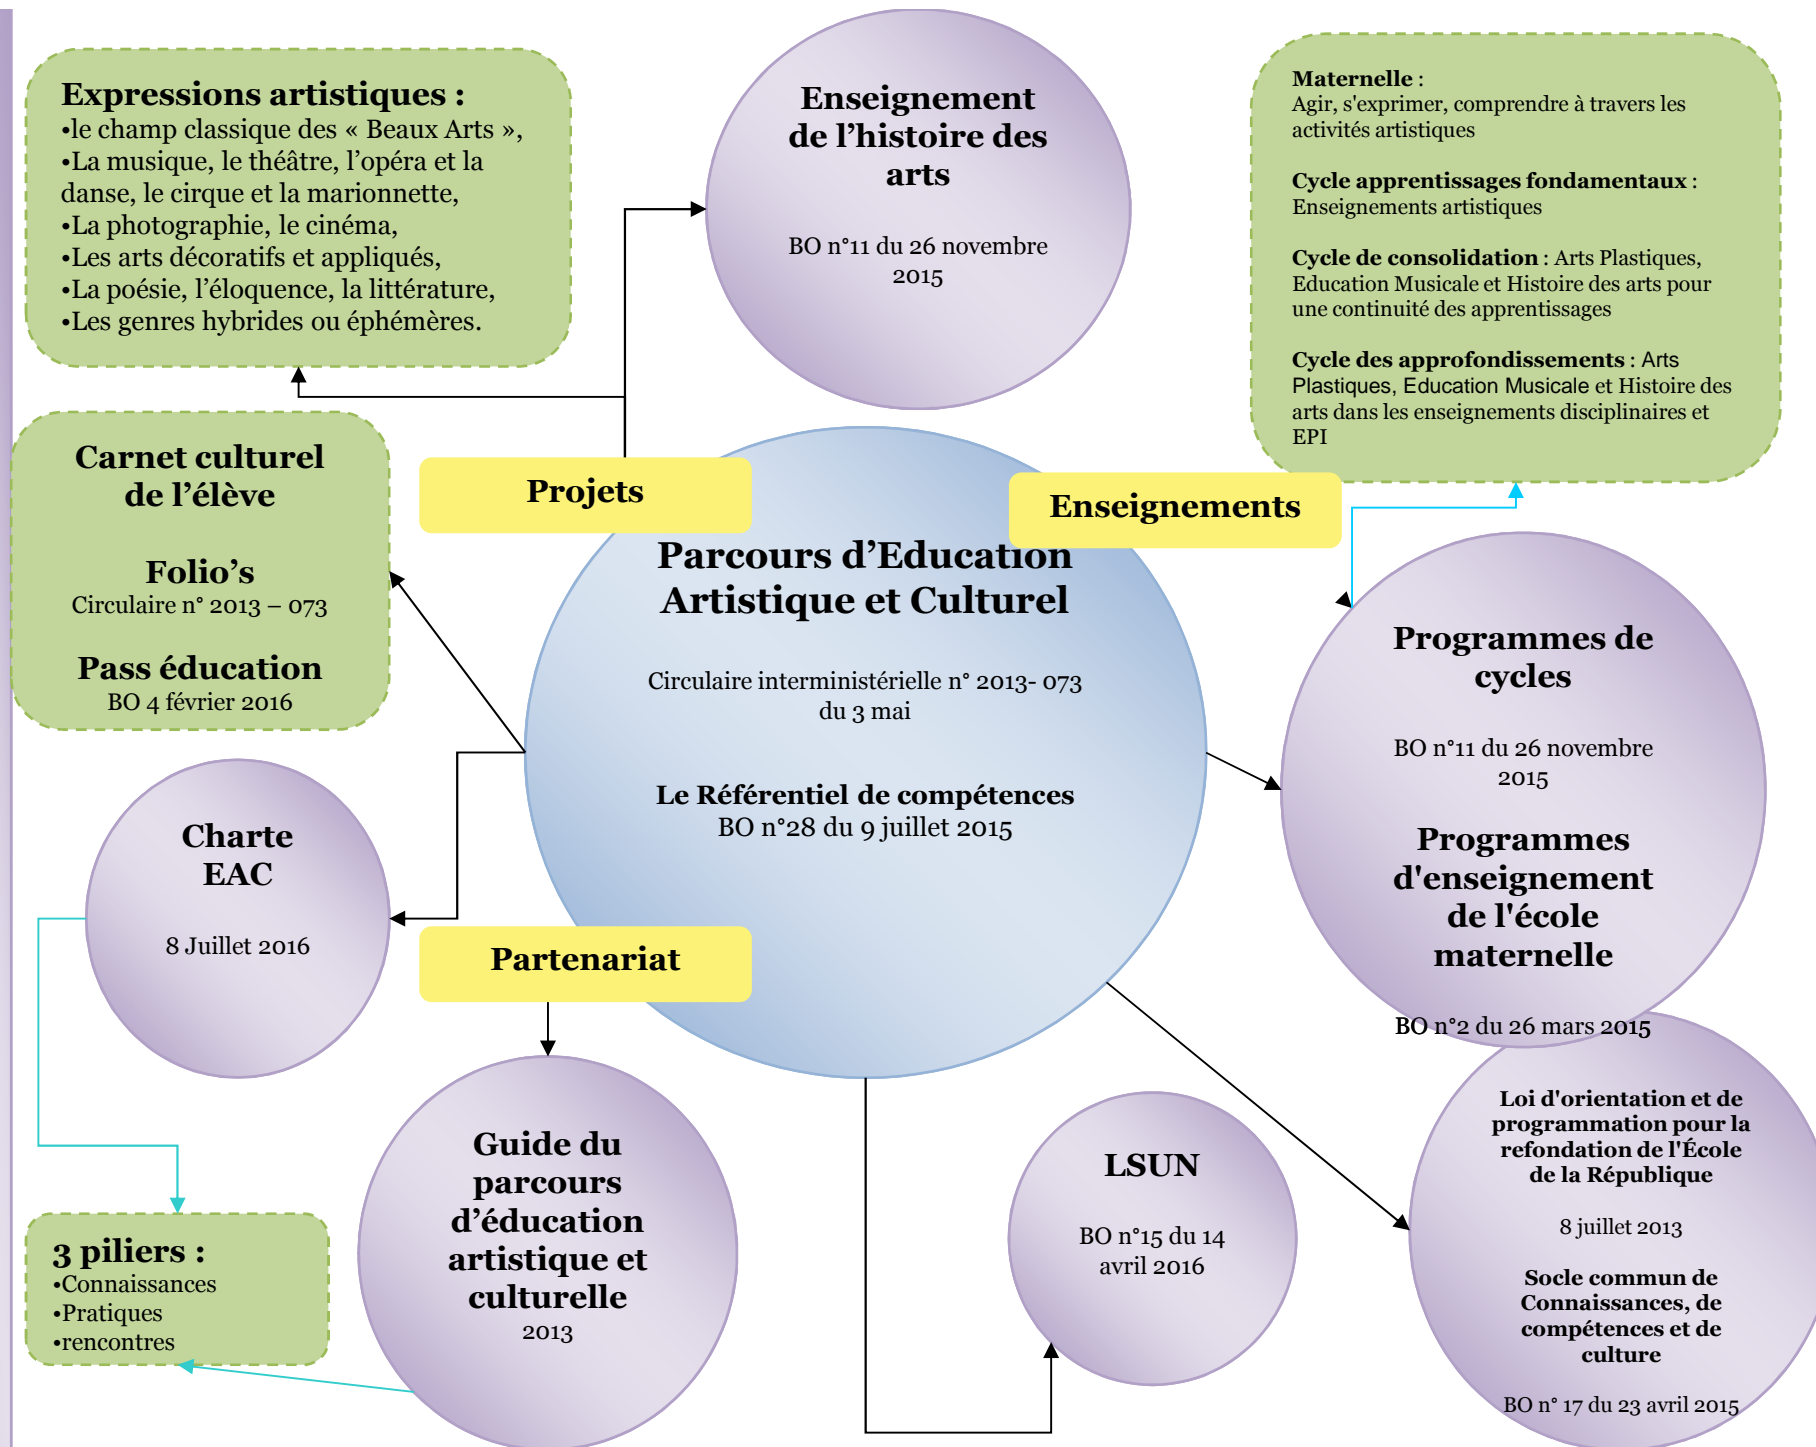 Expressions artistiques :
•le champ classique des « Beaux Arts »,
•La musique, le théâtre, l’opéra et la
danse, le cirque et la marionnette,
•La photographie, le cinéma,
•Les arts décoratifs et appliqués,
•La poésie, l’éloquence, la littérature,
•Les genres hybrides ou éphémères.
Enseignement
de l’histoire des
arts
BO n°11 du 26 novembre
2015
Maternelle :
Agir, s'exprimer, comprendre à travers les
activités artistiques
Cycle apprentissages fondamentaux :
Enseignements artistiques
Cycle de consolidation : Arts Plastiques,
Education Musicale et Histoire des arts pour
une continuité des apprentissages
Cycle des approfondissements : Arts
Plastiques, Education Musicale et Histoire des
arts dans les enseignements disciplinaires et
EPI
Carnet culturel
de l’élève
Folio’s
Circulaire n° 2013 – 073
Pass éducation
BO 4 février 2016
Projets
Enseignements
Parcours d’Education
Artistique et Culturel
Circulaire interministérielle n° 2013- 073
du 3 mai
Le Référentiel de compétences
BO n°28 du 9 juillet 2015
Programmes de
cycles
BO n°11 du 26 novembre
2015
Programmes
d'enseignement
de l'école
maternelle
BO n°2 du 26 mars 2015
Charte
EAC
8 Juillet 2016
Partenariat
Guide du
parcours
d’éducation
artistique et
culturelle
2013
LSUN
BO n°15 du 14
avril 2016
Loi d'orientation et de
programmation pour la
refondation de l'École
de la République
8 juillet 2013
Socle commun de
Connaissances, de
compétences et de
culture
BO n° 17 du 23 avril 2015
3 piliers :
•Connaissances
•Pratiques
•rencontres